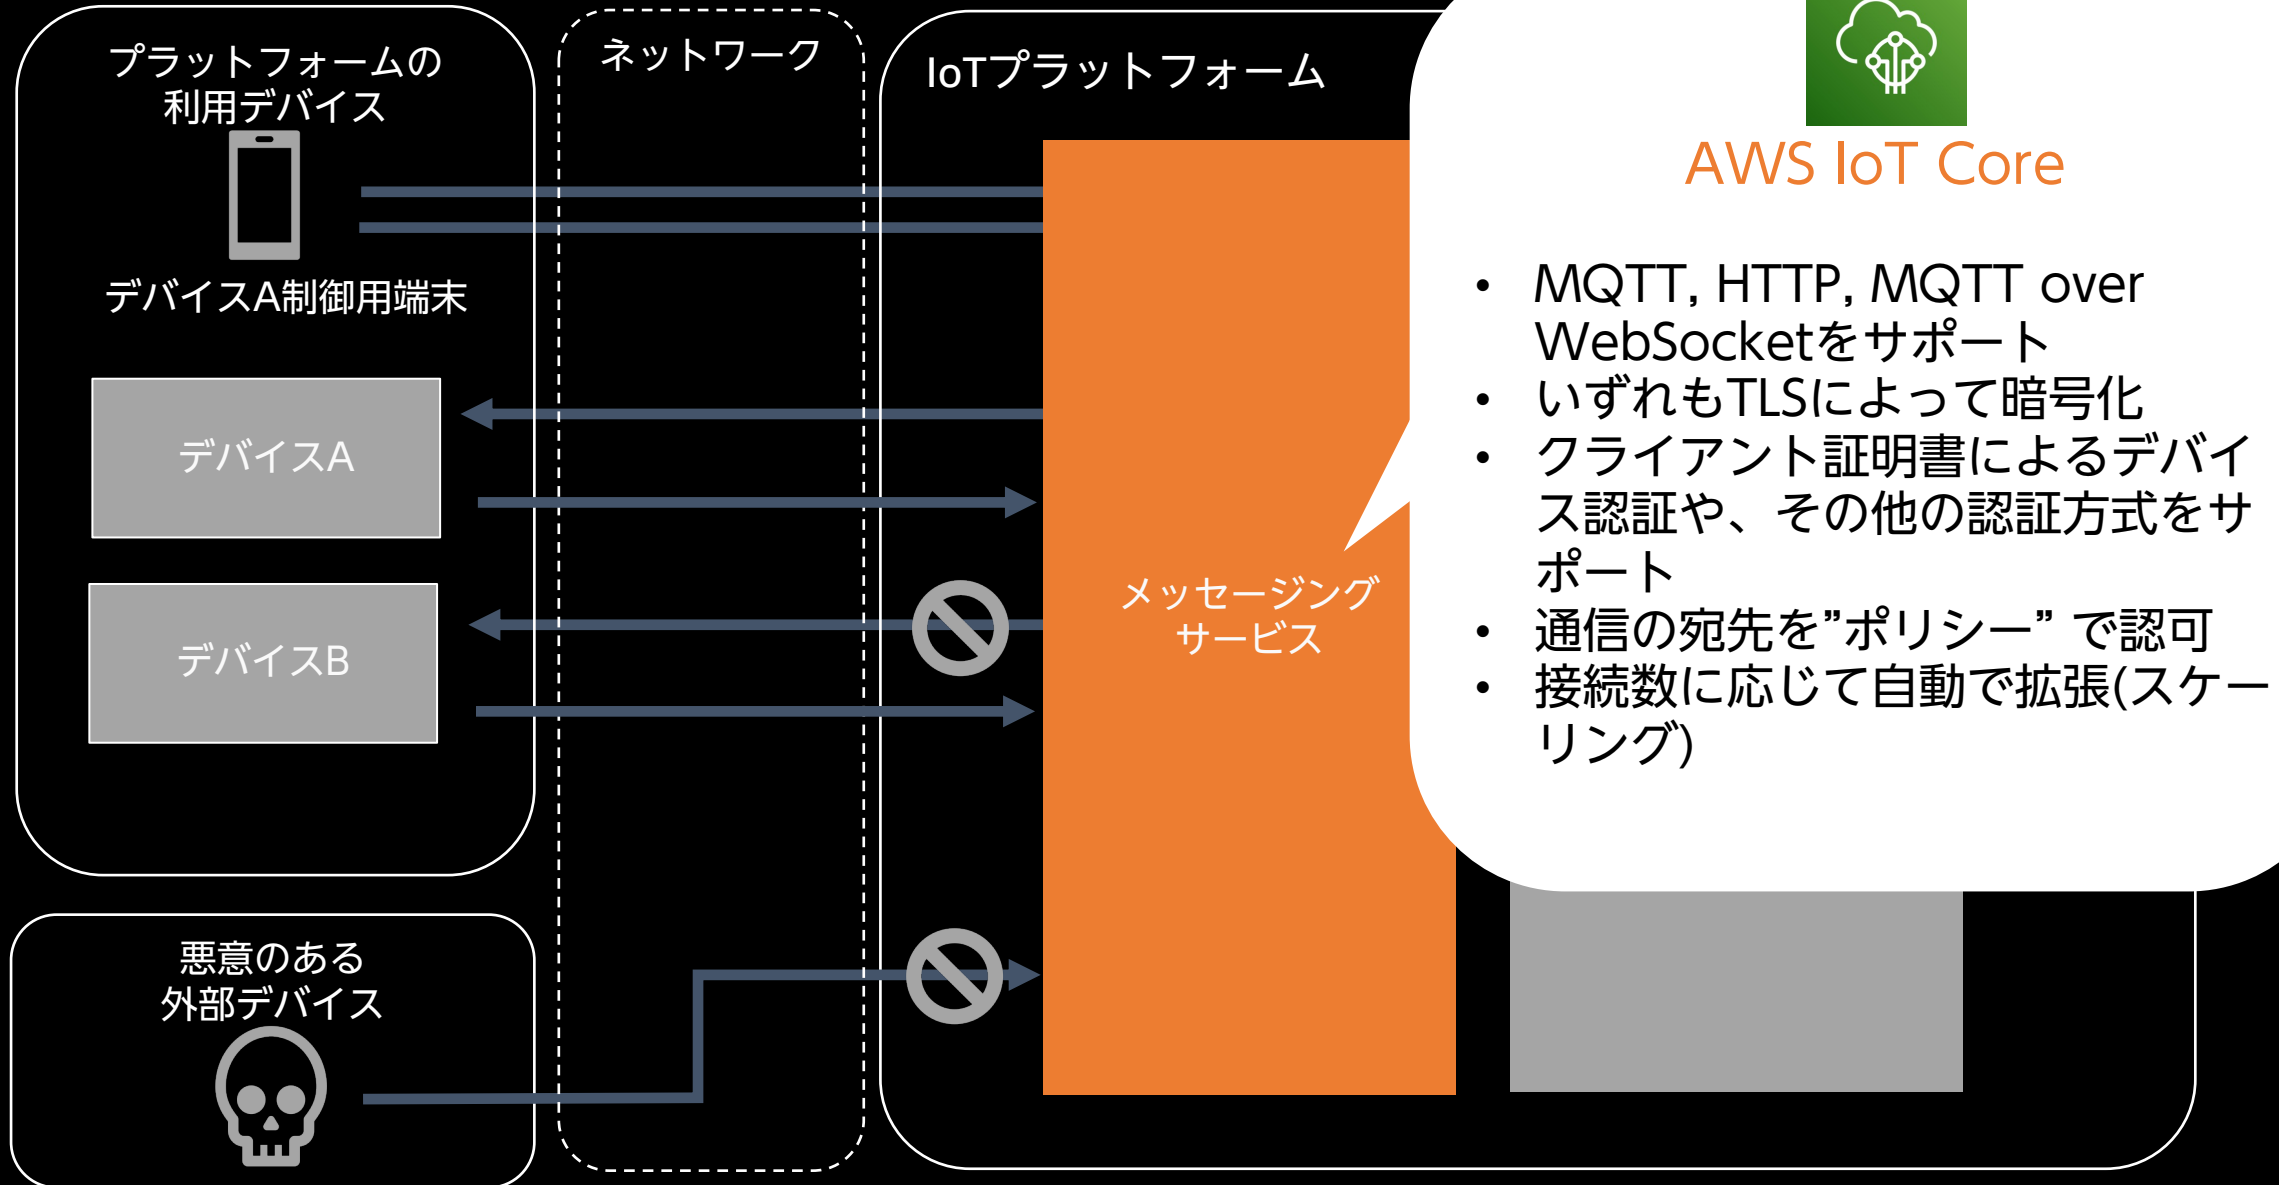 プラットフォームの
利用デバイス
デバイスA制御用端末
デバイスA
デバイスB
悪意のある
外部デバイス
ネットワーク
IoTプラットフォーム
メッセージング
サービス
AWS IoT Core
• MQTT, HTTP, MQTT over
WebSocketをサポート
• いずれもTLSによって暗号化
• クライアント証明書によるデバイ
ス認証や、その他の認証方式をサ
ポート
• 通信の宛先を”ポリシー” で認可
• 接続数に応じて自動で拡張(スケー
リング)